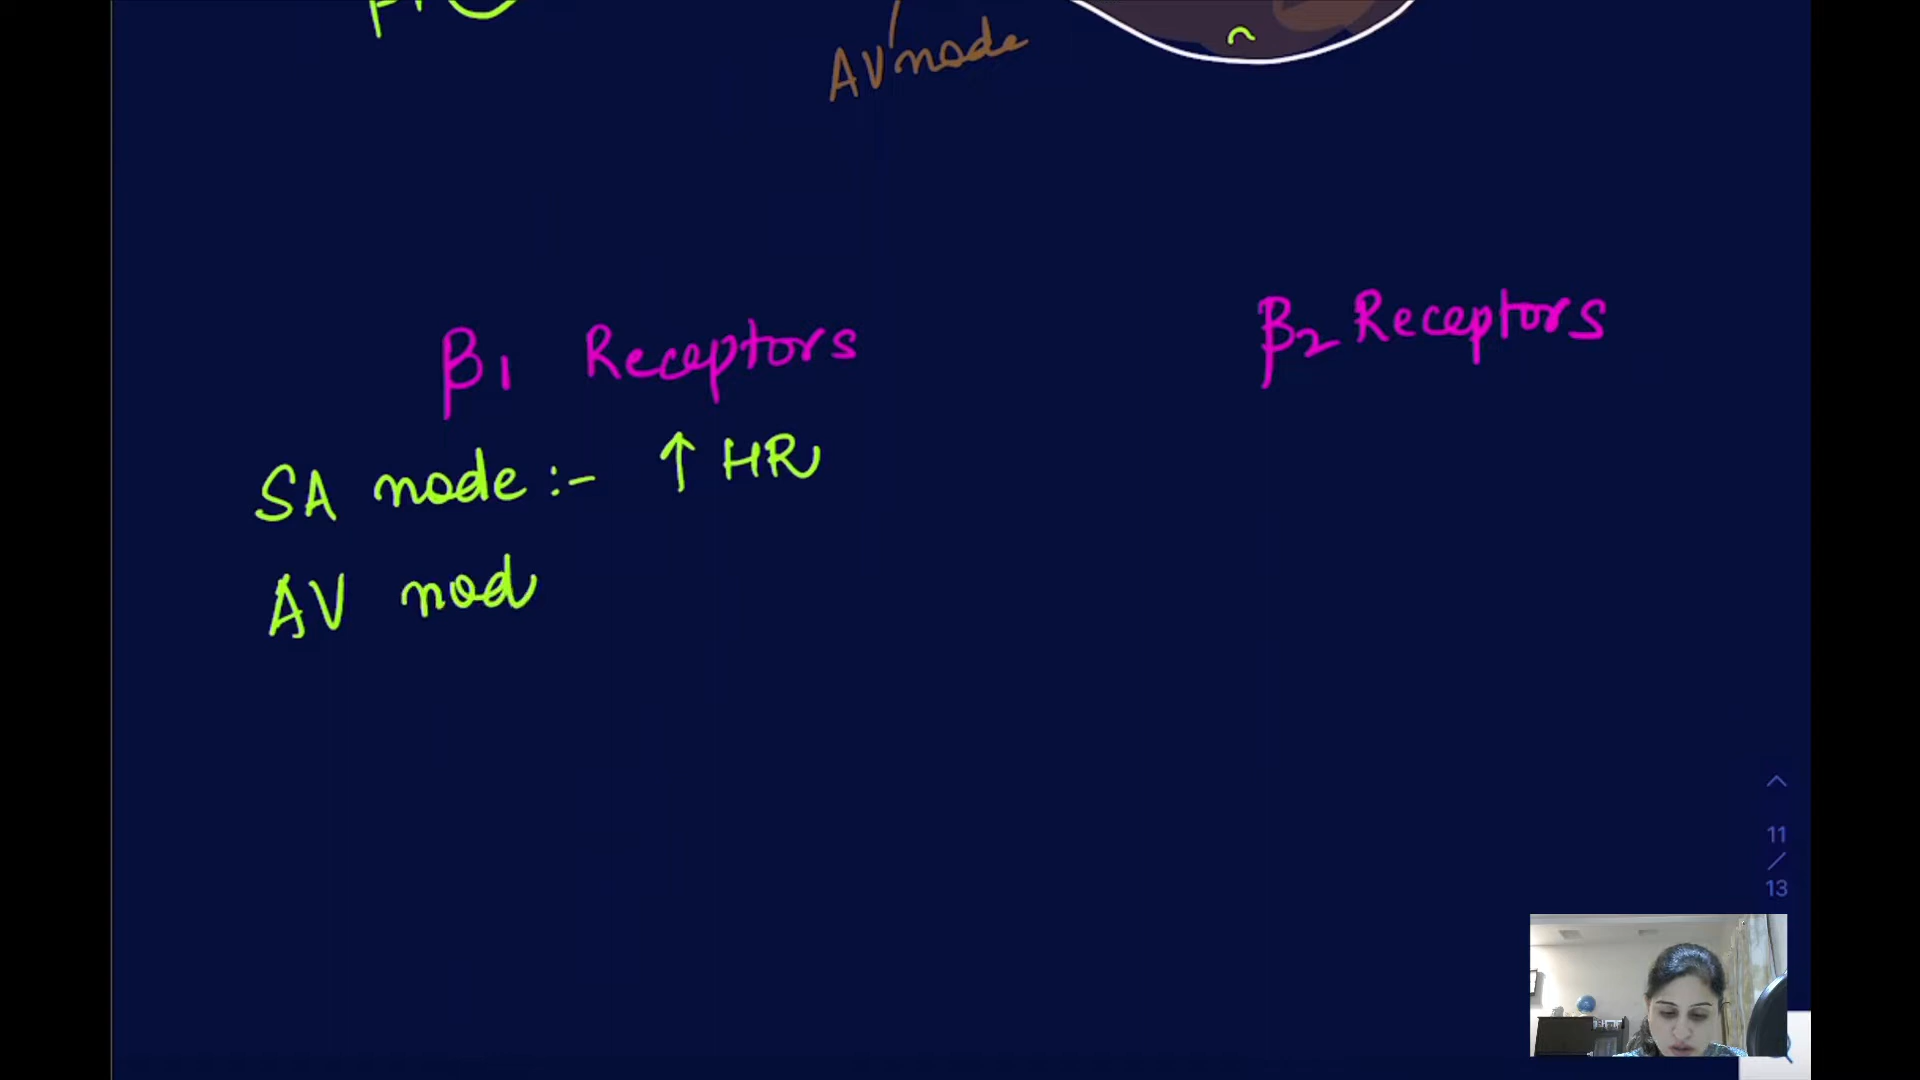 AV node
β1 Receptors
β2 Receptors
SA node :- ↑ HR
AV nod
11
/
13